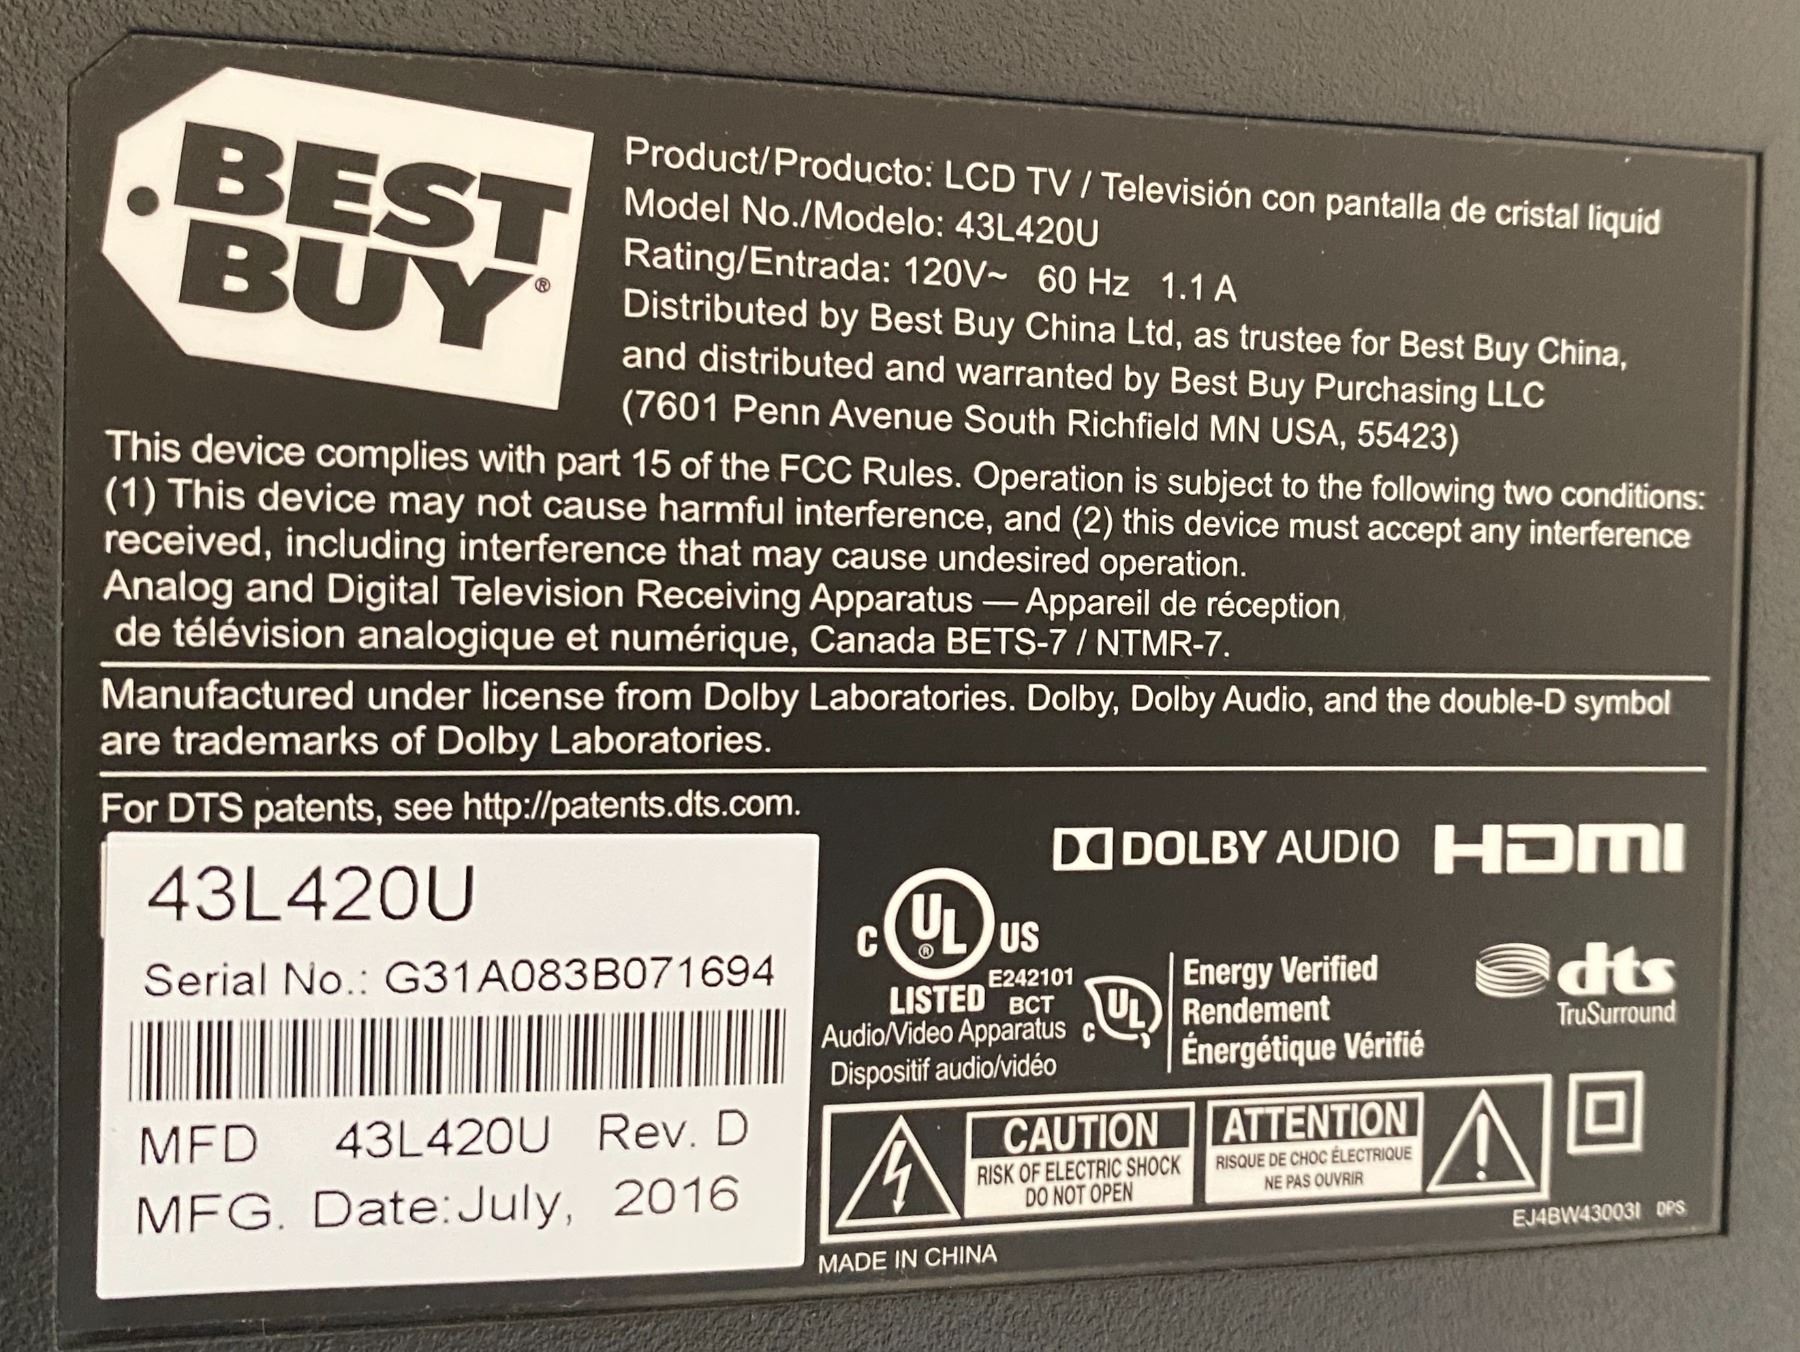 BEST
BUY®
Product/Producto: LCD TV / Televisión con pantalla de cristal liquid
Model No./Modelo: 43L420U
Rating/Entrada: 120V~ 60 Hz 1.1 A
Distributed by Best Buy China Ltd, as trustee for Best Buy China,
and distributed and warranted by Best Buy Purchasing LLC
(7601 Penn Avenue South Richfield MN USA, 55423)
This device complies with part 15 of the FCC Rules. Operation is subject to the following two conditions:
(1) This device may not cause harmful interference, and (2) this device must accept any interference
received, including interference that may cause undesired operation.
Analog and Digital Television Receiving Apparatus — Appareil de réception
de télévision analogique et numérique, Canada BETS-7 / NTMR-7.
Manufactured under license from Dolby Laboratories. Dolby, Dolby Audio, and the double-D symbol
are trademarks of Dolby Laboratories.
For DTS patents, see http://patents.dts.com.
43L420U
Serial No.: G31A083B071694
MFD 43L420U Rev. D
MFG. Date:July, 2016
DOLBY AUDIO
HDMI
C UL® US
LISTED
E242101
BCT
Audio/Video Apparatus
Dispositif audio/vidéo
C UL
Energy Verified
Rendement
Énergétique Vérifié
dts
TruSurround
CAUTION
RISK OF ELECTRIC SHOCK
DO NOT OPEN
ATTENTION
RISQUE DE CHOC ÉLECTRIQUE
NE PAS OUVRIR
EJ4BW43003I DPS
MADE IN CHINA